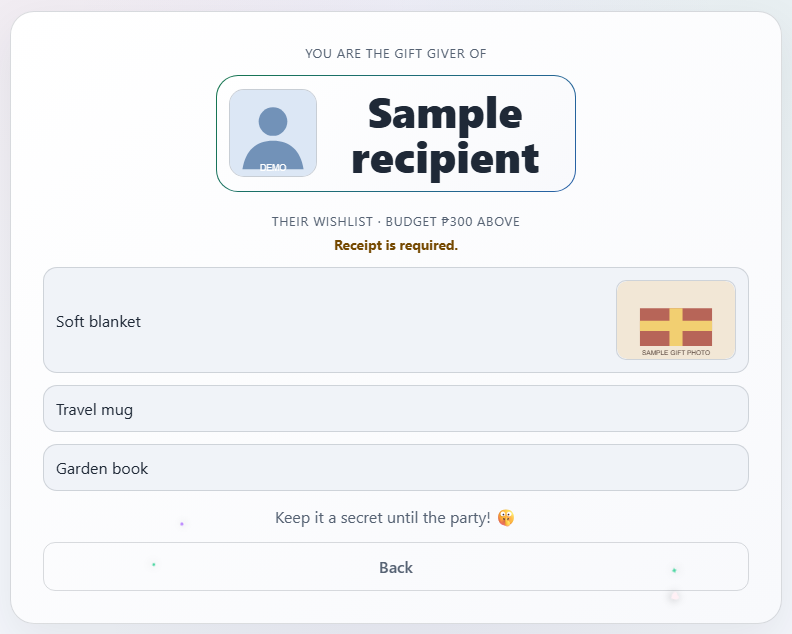 YOU ARE THE GIFT GIVER OF
DEMO
Sample
recipient
THEIR WISHLIST · BUDGET ₱300 ABOVE
Receipt is required.
Soft blanket
SAMPLE GIFT PHOTO
Travel mug
Garden book
Keep it a secret until the party! 🤫
Back